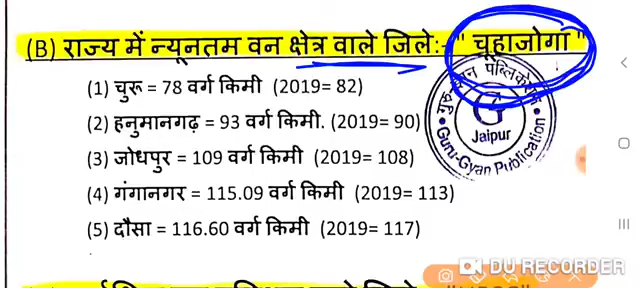 (B) राज्य में न्यूनतम वन क्षेत्र वाले जिले:- " चूहाजोगां "
(1) चुरू = 78 वर्ग किमी (2019= 82)
(2) हनुमानगढ़ = 93 वर्ग किमी. (2019= 90)
(3) जोधपुर = 109 वर्ग किमी (2019= 108)
(4) गंगानगर = 115.09 वर्ग किमी (2019= 113)
(5) दौसा = 116.60 वर्ग किमी (2019= 117)
G
Jaipur
Guru-Gyan Publication
DU RECORDER